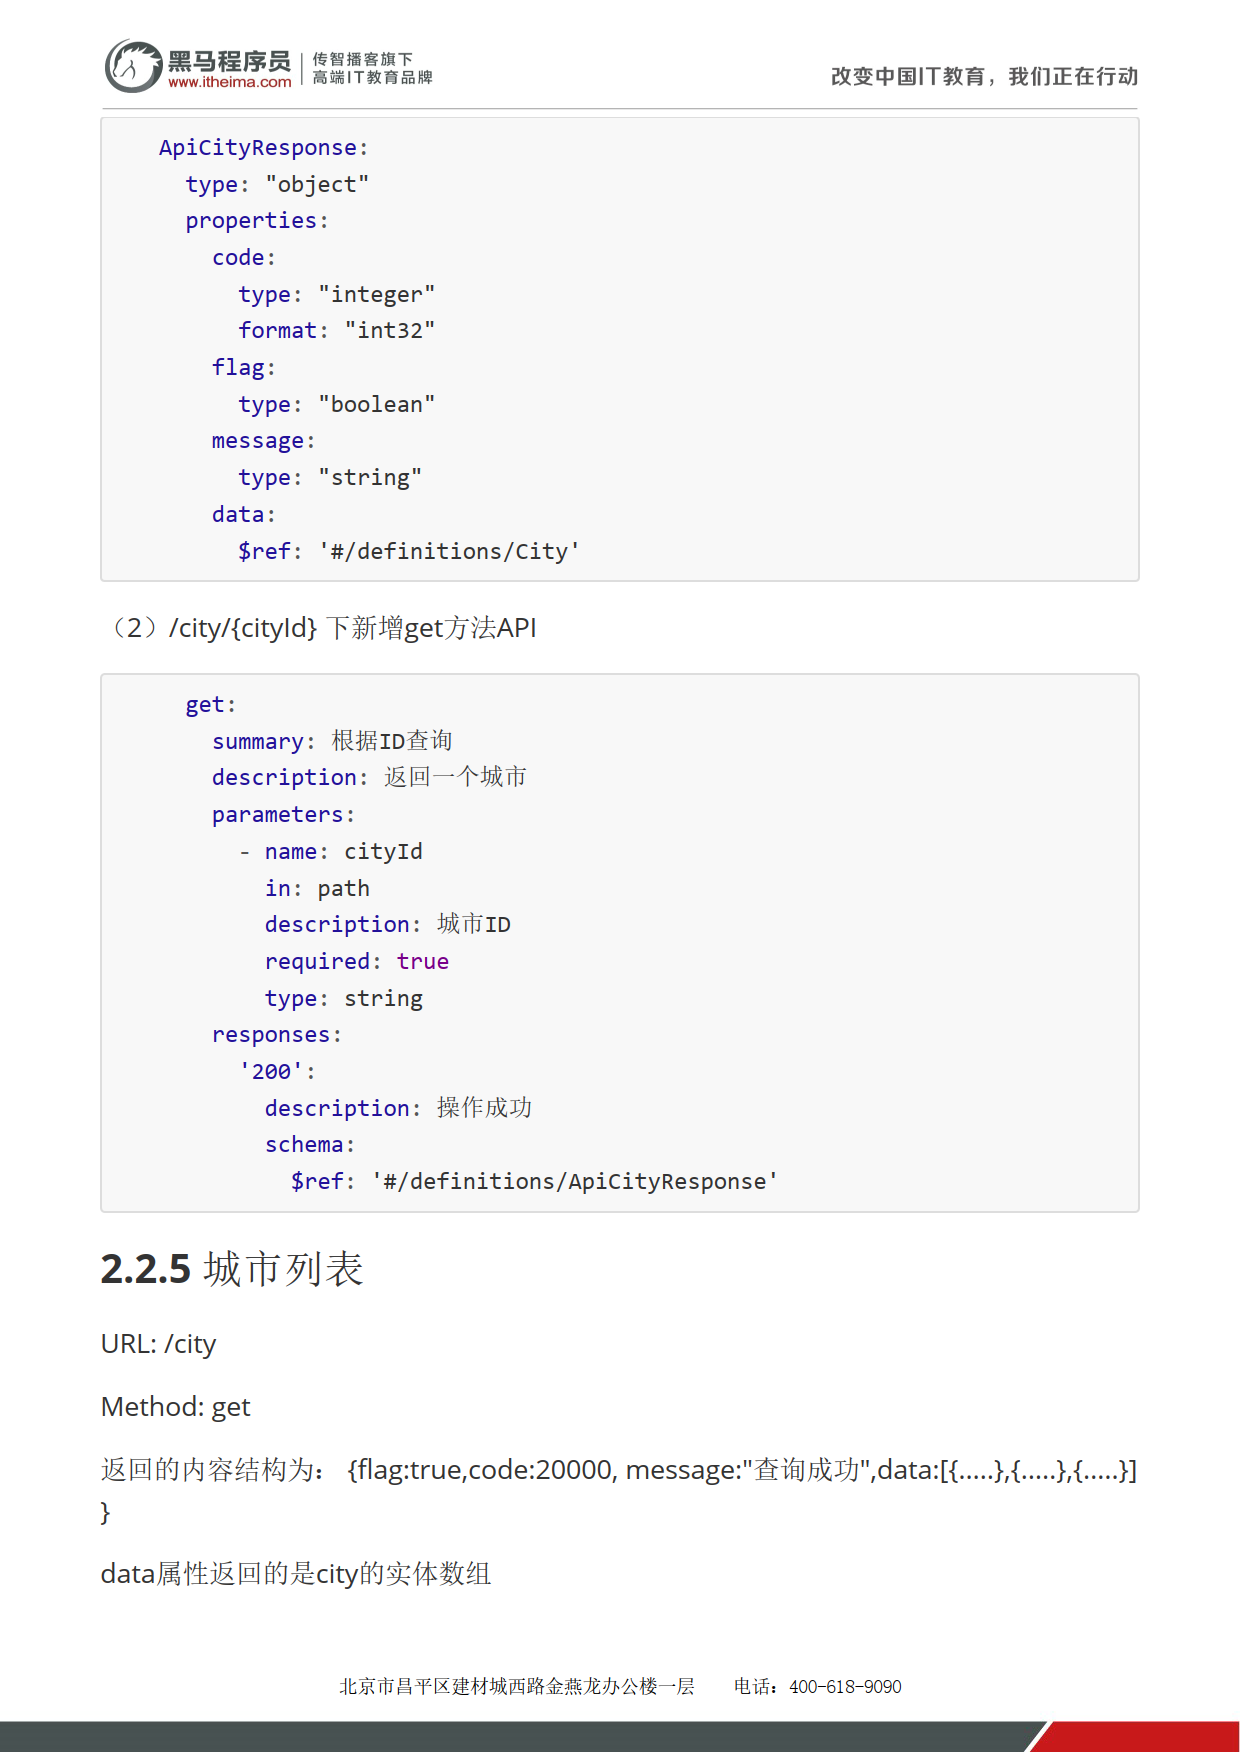 黑马程序员
www.itheima.com
传智播客旗下
高端IT教育品牌
改变中国IT教育，我们正在行动
ApiCityResponse:
type: "object"
properties:
code:
type: "integer"
format: "int32"
flag:
type: "boolean"
message:
type: "string"
data:
$ref: '#/definitions/City'
（2）/city/{cityId} 下新增get方法API
get:
summary: 根据ID查询
description: 返回一个城市
parameters:
- name: cityId
in: path
description: 城市ID
required: true
type: string
responses:
'200':
description: 操作成功
schema:
$ref: '#/definitions/ApiCityResponse'
2.2.5 城市列表
URL: /city
Method: get
返回的内容结构为： {flag:true,code:20000, message:"查询成功",data:[{.....},{.....},{.....}]
}
data属性返回的是city的实体数组
北京市昌平区建材城西路金燕龙办公楼一层 电话：400-618-9090